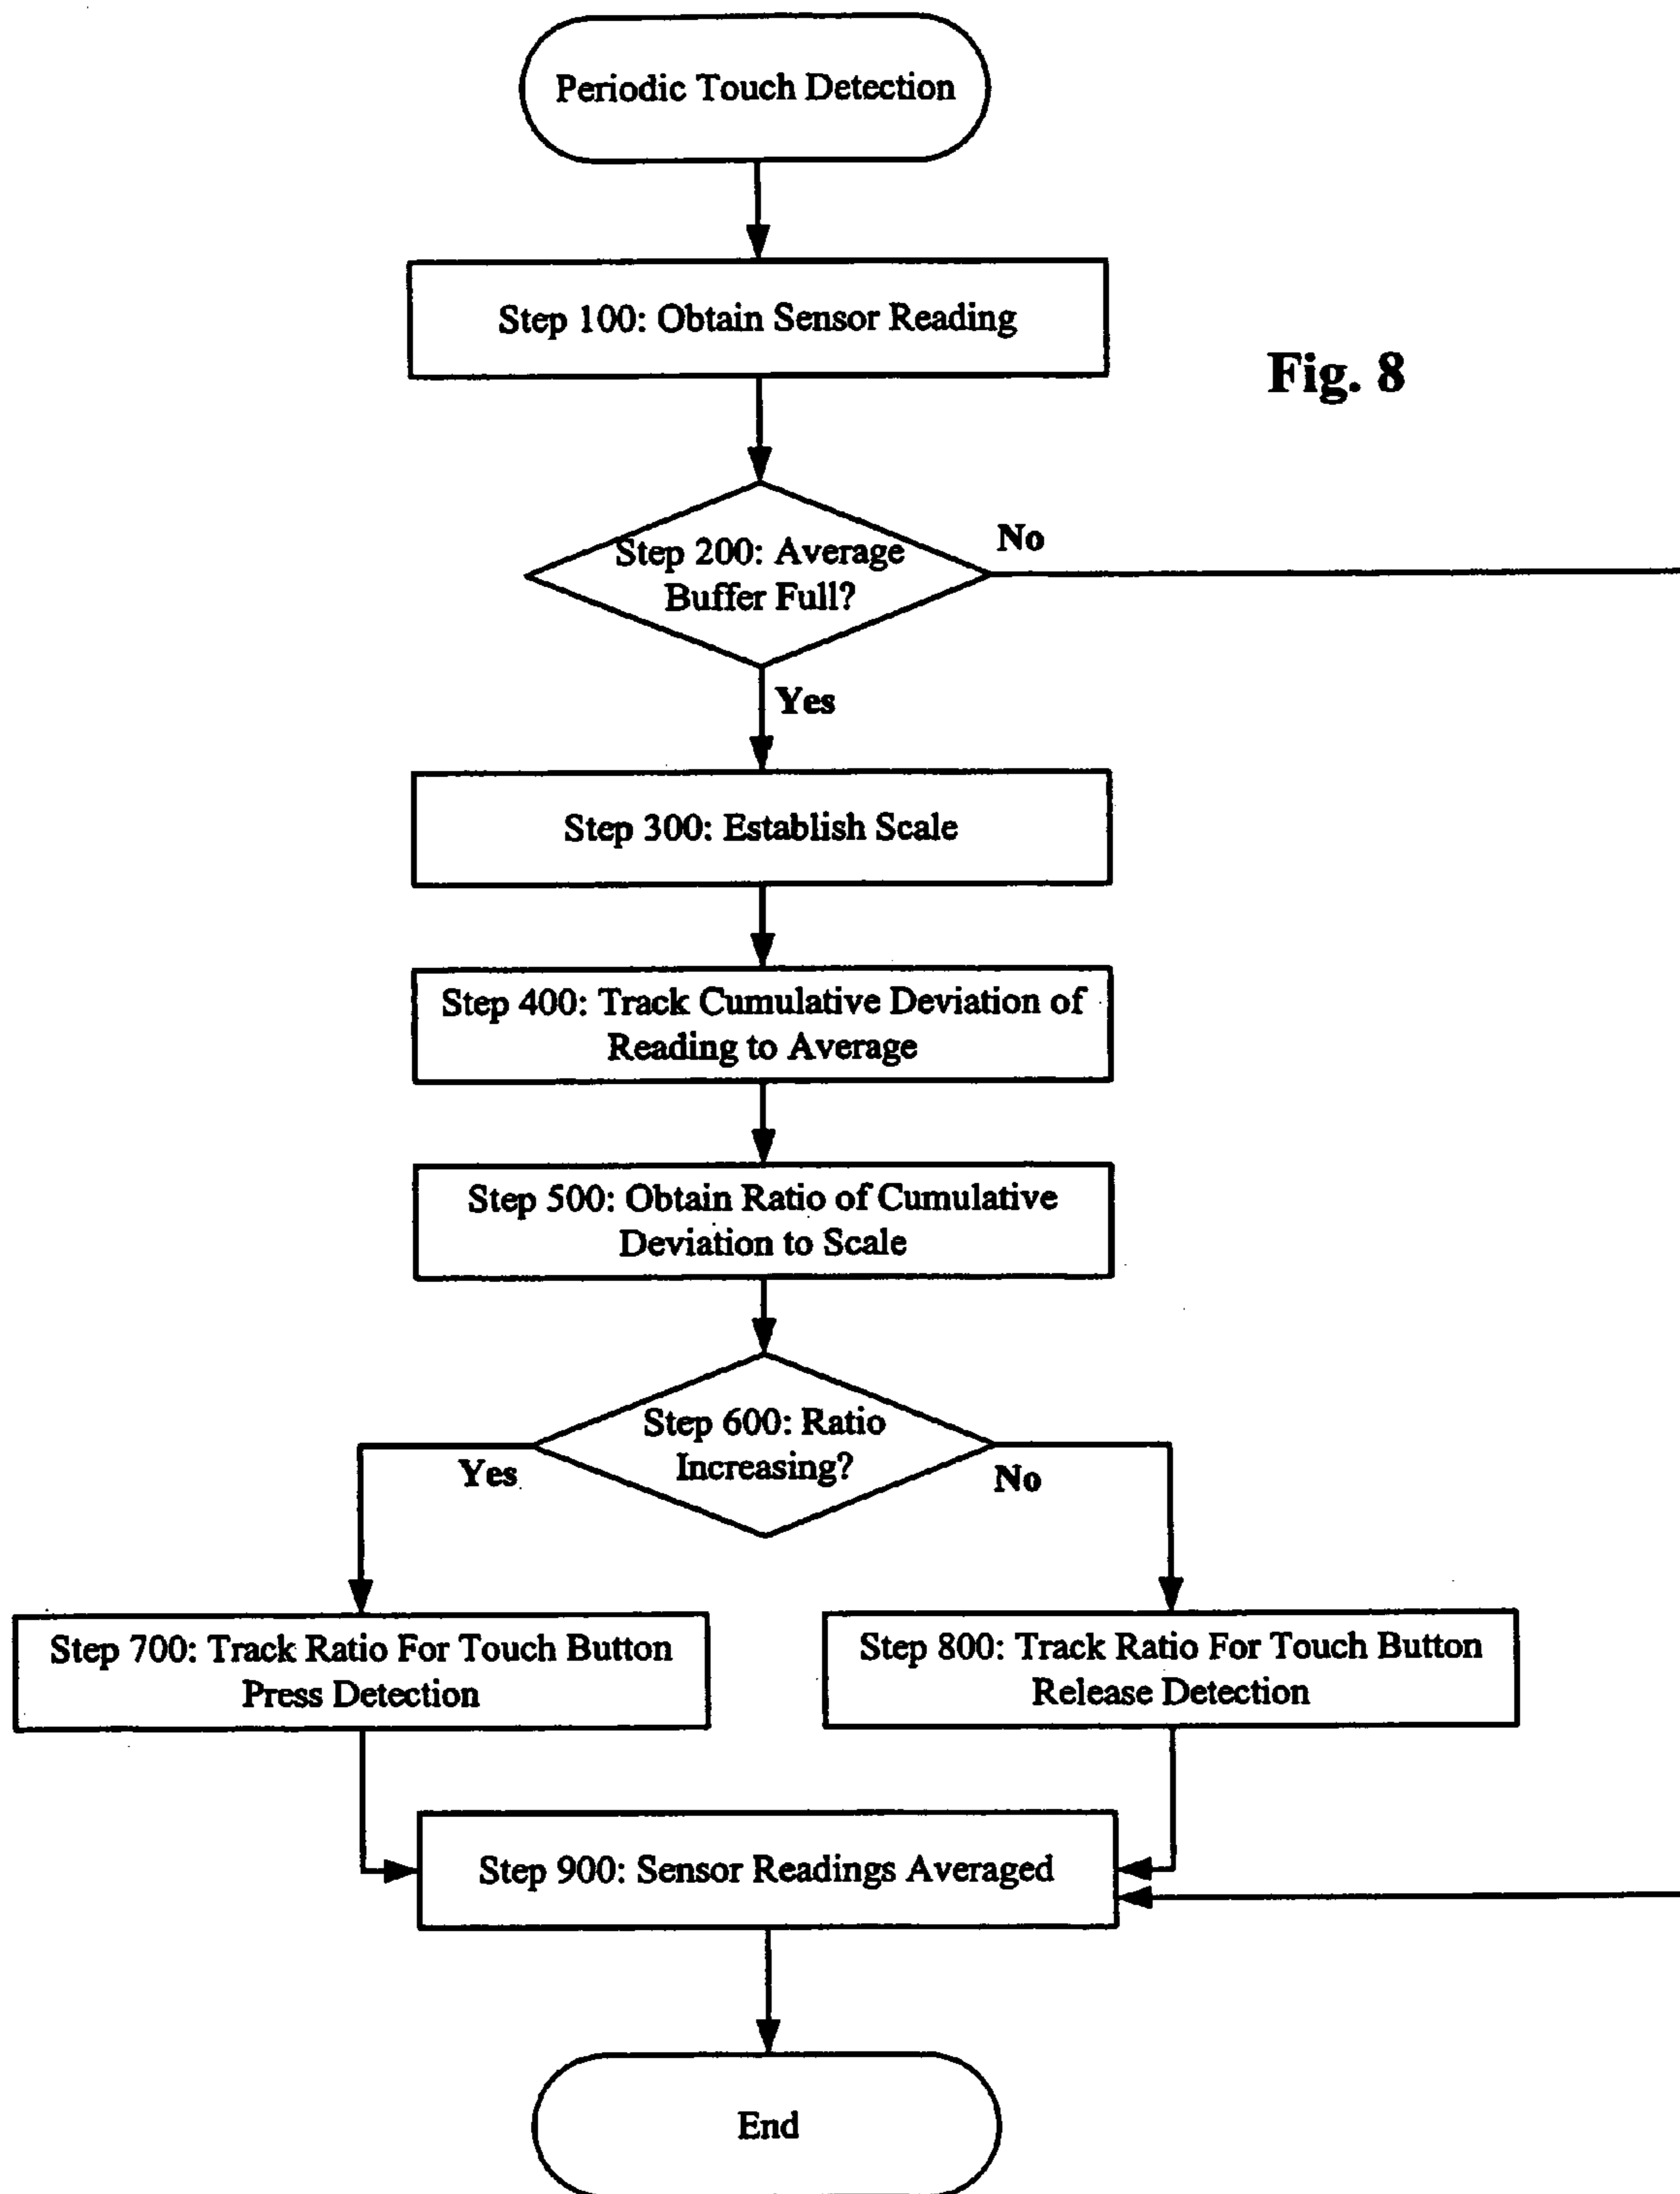 Periodic Touch Detection
Step 100: Obtain Sensor Reading
Fig. 8
Step 200: Average
Buffer Full?
No
Yes
Step 300: Establish Scale
Step 400: Track Cumulative Deviation of
Reading to Average
Step 500: Obtain Ratio of Cumulative
Deviation to Scale
Step 600: Ratio
Increasing?
Yes
No
Step 700: Track Ratio For Touch Button
Press Detection
Step 800: Track Ratio For Touch Button
Release Detection
Step 900: Sensor Readings Averaged
End